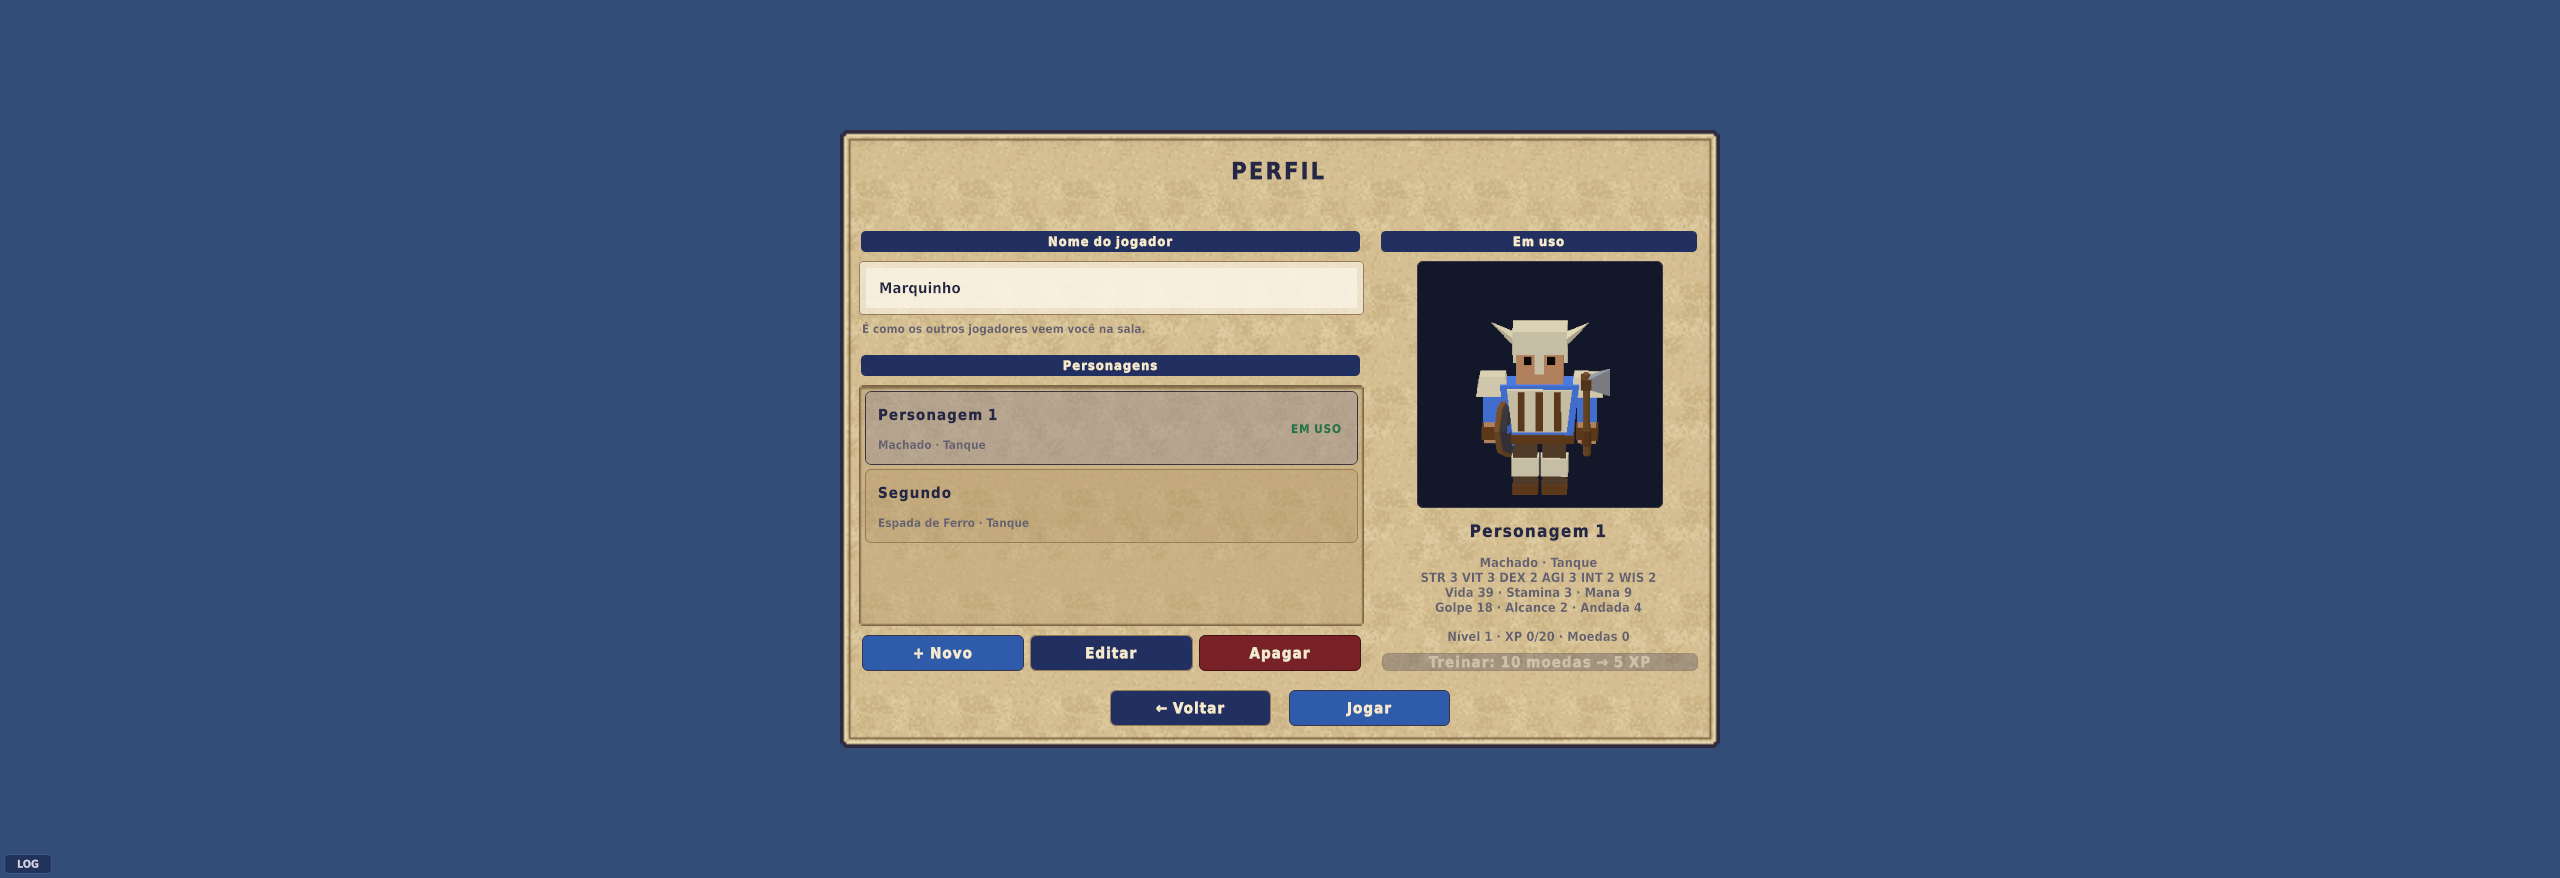 PERFIL
Nome do jogador
Marquinho
É como os outros jogadores veem você na sala.
Personagens
Personagem 1
Machado · Tanque
EM USO
Segundo
Espada de Ferro · Tanque
+ Novo
Editar
Apagar
Em uso
Personagem 1
Machado · Tanque
STR 3 VIT 3 DEX 2 AGI 3 INT 2 WIS 2
Vida 39 · Stamina 3 · Mana 9
Golpe 18 · Alcance 2 · Andada 4
Nível 1 · XP 0/20 · Moedas 0
Treinar: 10 moedas → 5 XP
← Voltar
Jogar
LOG